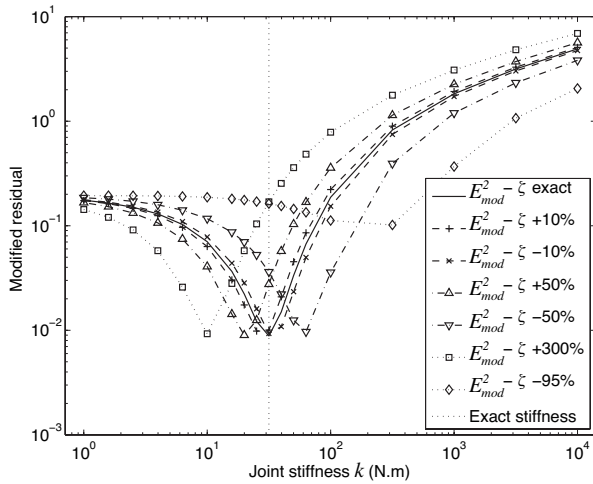 10^1
10^0
10^-1
10^-2
10^-3
Modified residual
10^0 10^1 10^2 10^3 10^4
Joint stiffness k (N.m)
E^2_mod − ζ exact
E^2_mod − ζ +10%
E^2_mod − ζ −10%
E^2_mod − ζ +50%
E^2_mod − ζ −50%
E^2_mod − ζ +300%
E^2_mod − ζ −95%
Exact stiffness